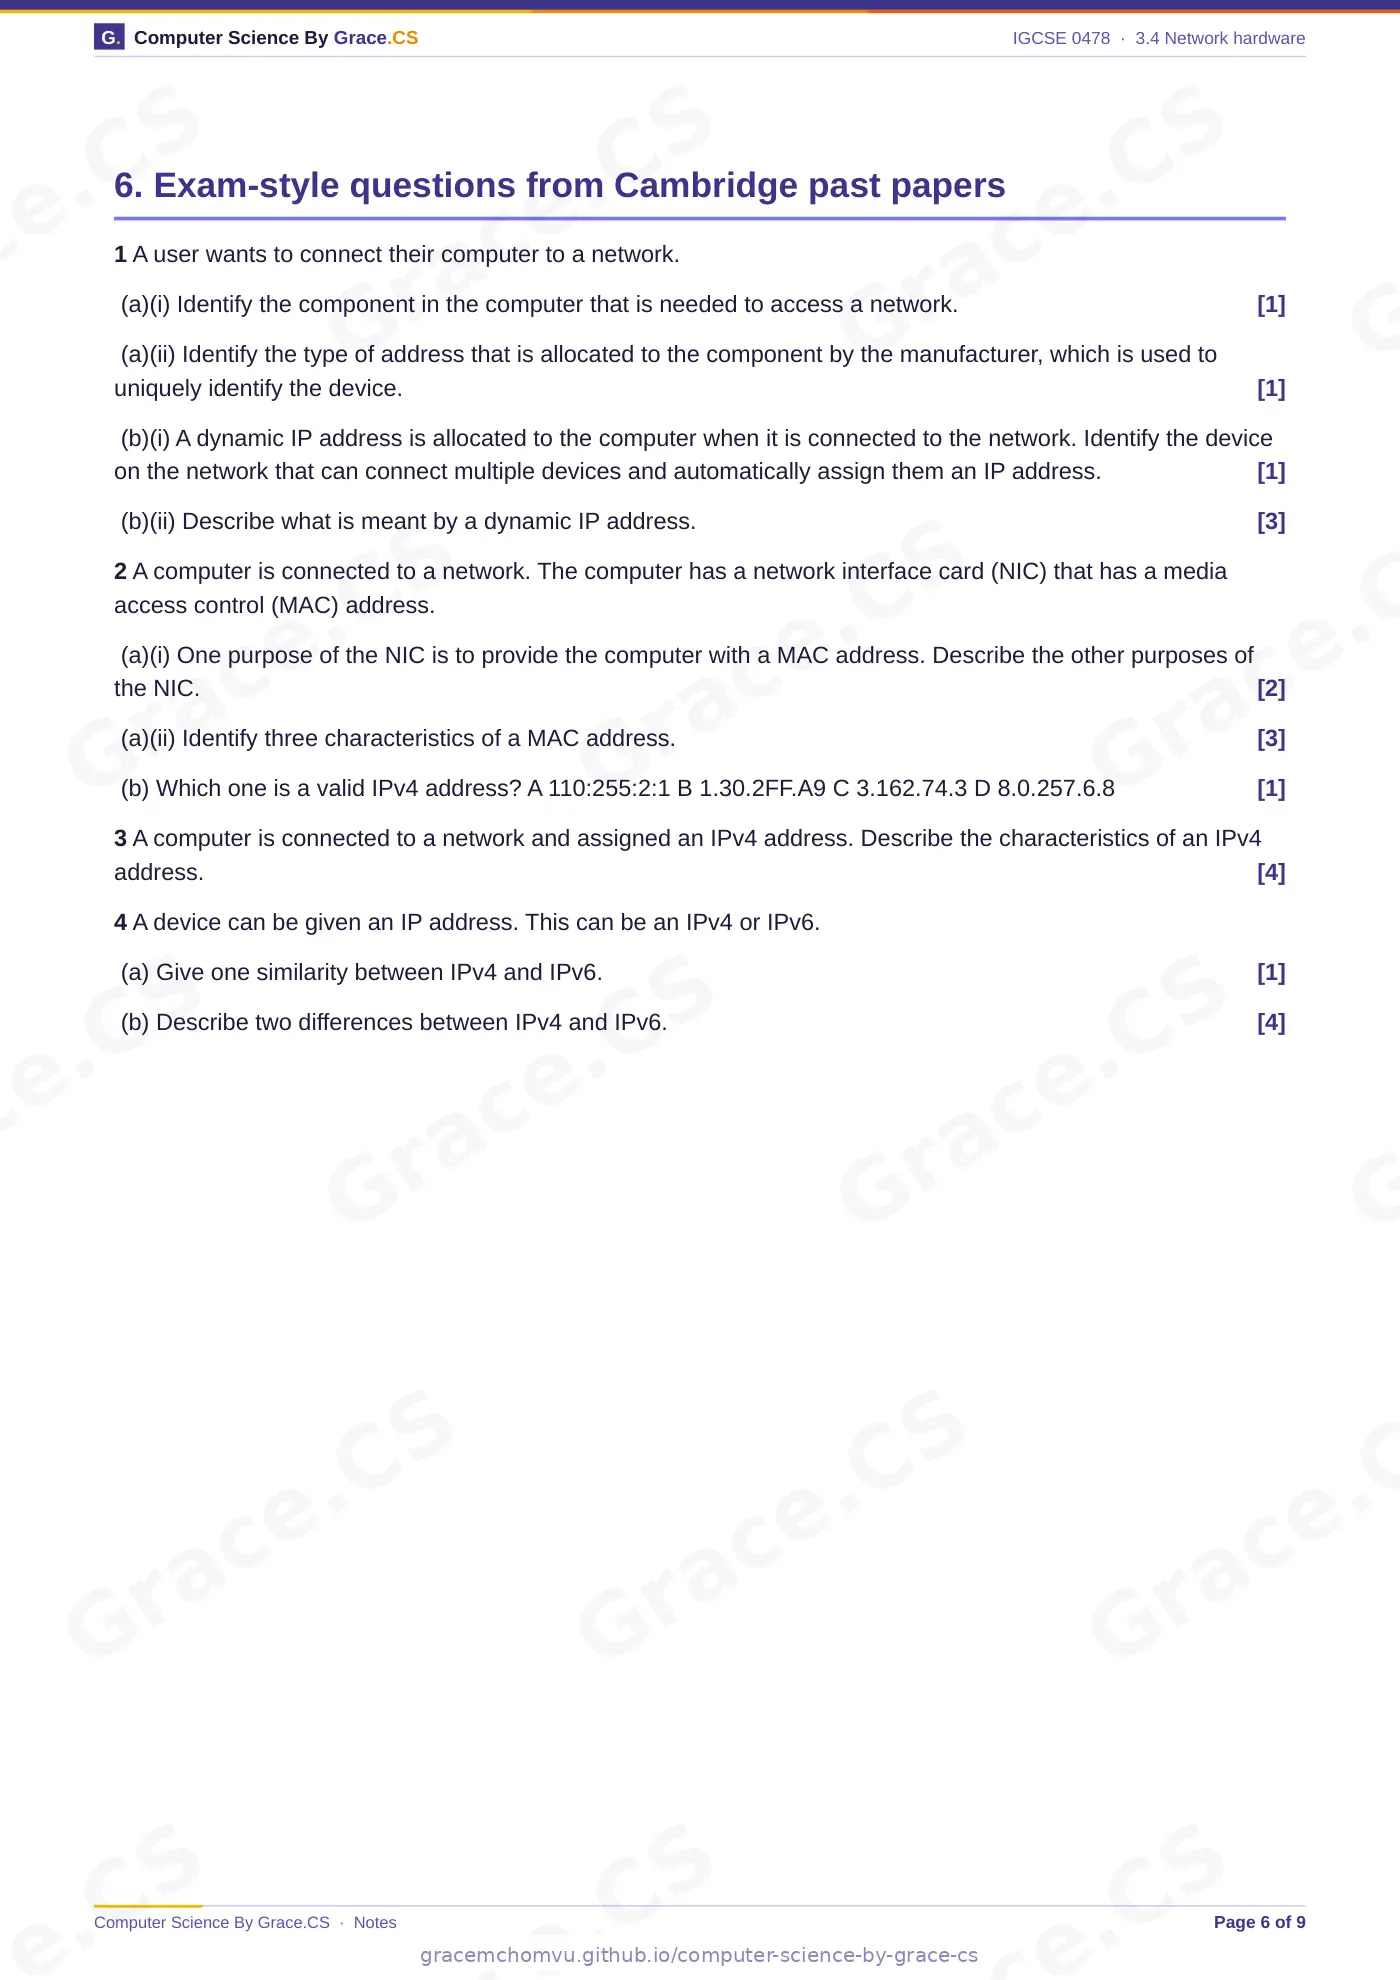 G. Computer Science By Grace.CS
IGCSE 0478 · 3.4 Network hardware
6. Exam-style questions from Cambridge past papers
1 A user wants to connect their computer to a network.
(a)(i) Identify the component in the computer that is needed to access a network. [1]
(a)(ii) Identify the type of address that is allocated to the component by the manufacturer, which is used to
uniquely identify the device. [1]
(b)(i) A dynamic IP address is allocated to the computer when it is connected to the network. Identify the device
on the network that can connect multiple devices and automatically assign them an IP address. [1]
(b)(ii) Describe what is meant by a dynamic IP address. [3]
2 A computer is connected to a network. The computer has a network interface card (NIC) that has a media
access control (MAC) address.
(a)(i) One purpose of the NIC is to provide the computer with a MAC address. Describe the other purposes of
the NIC. [2]
(a)(ii) Identify three characteristics of a MAC address. [3]
(b) Which one is a valid IPv4 address? A 110:255:2:1 B 1.30.2FF.A9 C 3.162.74.3 D 8.0.257.6.8 [1]
3 A computer is connected to a network and assigned an IPv4 address. Describe the characteristics of an IPv4
address. [4]
4 A device can be given an IP address. This can be an IPv4 or IPv6.
(a) Give one similarity between IPv4 and IPv6. [1]
(b) Describe two differences between IPv4 and IPv6. [4]
Computer Science By Grace.CS · Notes
Page 6 of 9
gracemchomvu.github.io/computer-science-by-grace-cs